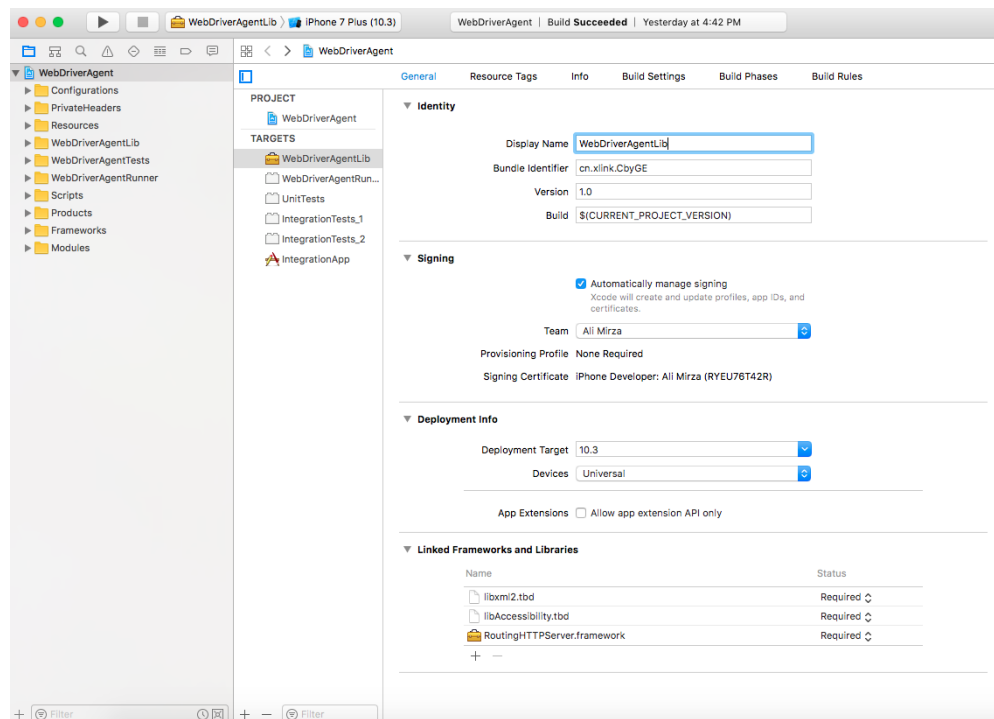 WebDriverAgentLib 〉 iPhone 7 Plus (10.3)
WebDriverAgent | Build Succeeded | Yesterday at 4:42 PM
WebDriverAgent
WebDriverAgent
Configurations
PrivateHeaders
Resources
WebDriverAgentLib
WebDriverAgentTests
WebDriverAgentRunner
Scripts
Products
Frameworks
Modules
Filter
PROJECT
WebDriverAgent
TARGETS
WebDriverAgentLib
WebDriverAgentRun...
UnitTests
IntegrationTests_1
IntegrationTests_2
IntegrationApp
Filter
General Resource Tags Info Build Settings Build Phases Build Rules
Identity
Display Name WebDriverAgentLib
Bundle Identifier cn.xlink.CbyGE
Version 1.0
Build $(CURRENT_PROJECT_VERSION)
Signing
Automatically manage signing
Xcode will create and update profiles, app IDs, and
certificates.
Team Ali Mirza
Provisioning Profile None Required
Signing Certificate iPhone Developer: Ali Mirza (RYEU76T42R)
Deployment Info
Deployment Target 10.3
Devices Universal
App Extensions Allow app extension API only
Linked Frameworks and Libraries
Name Status
libxml2.tbd Required
libAccessibility.tbd Required
RoutingHTTPServer.framework Required